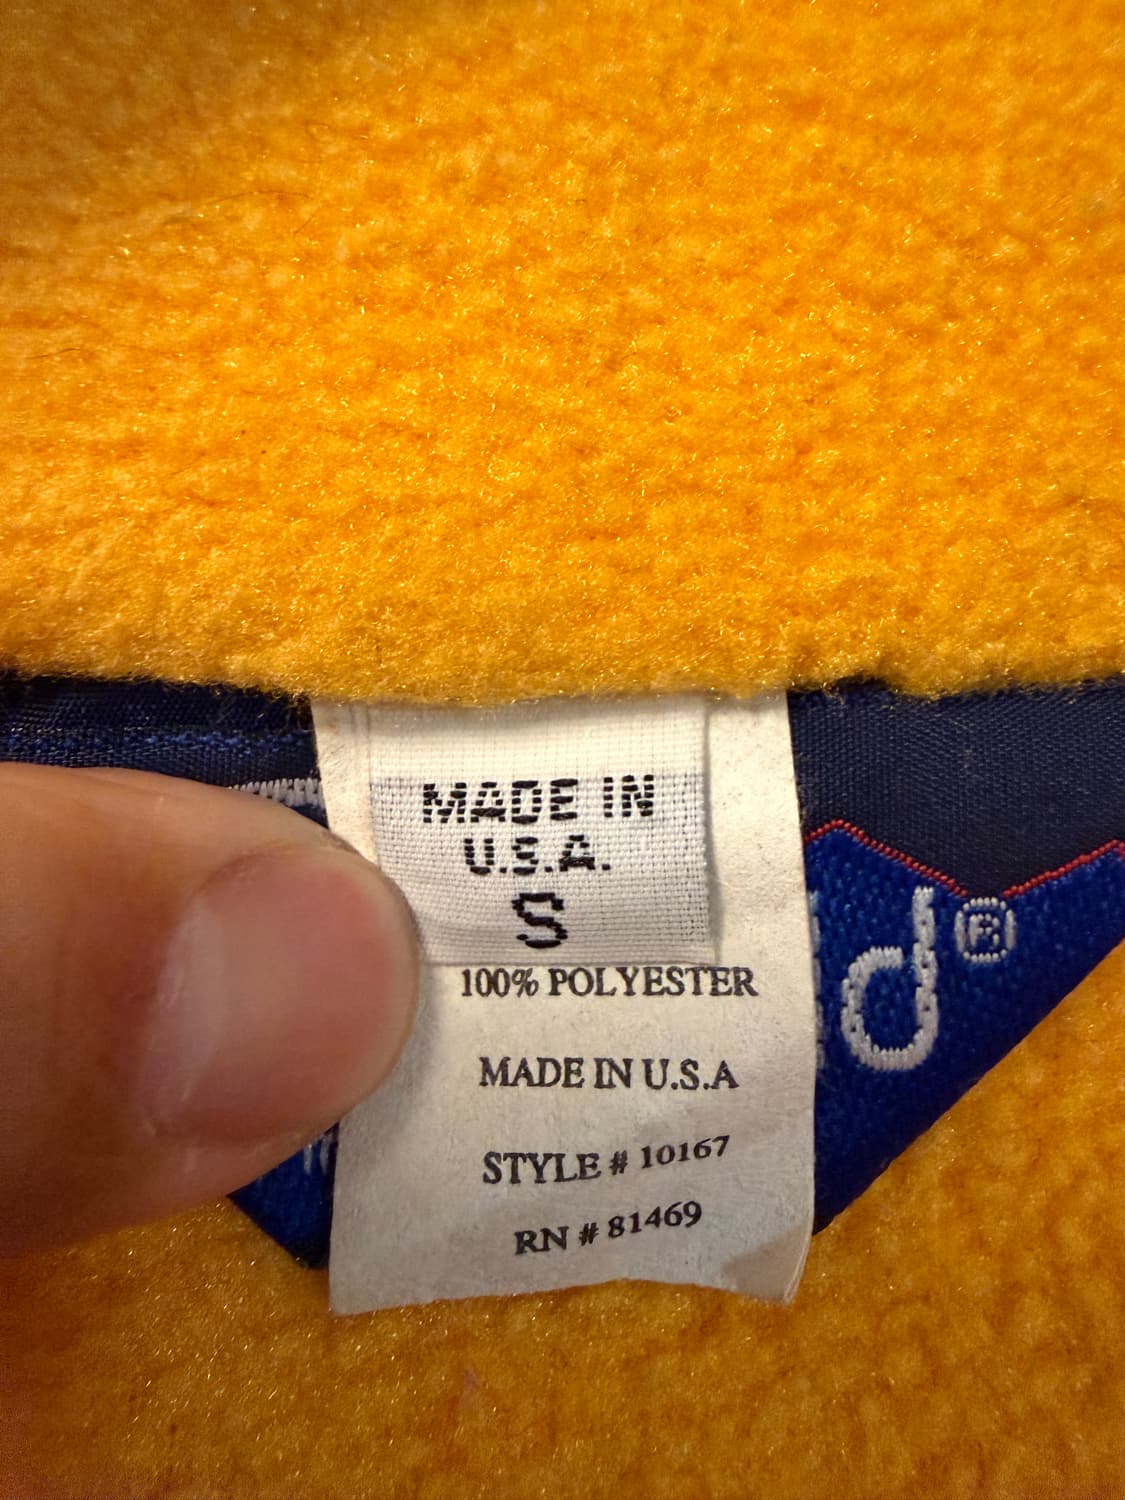 MADE IN
U.S.A.
S
100% POLYESTER
MADE IN U.S.A
STYLE # 10167
RN # 81469
d®